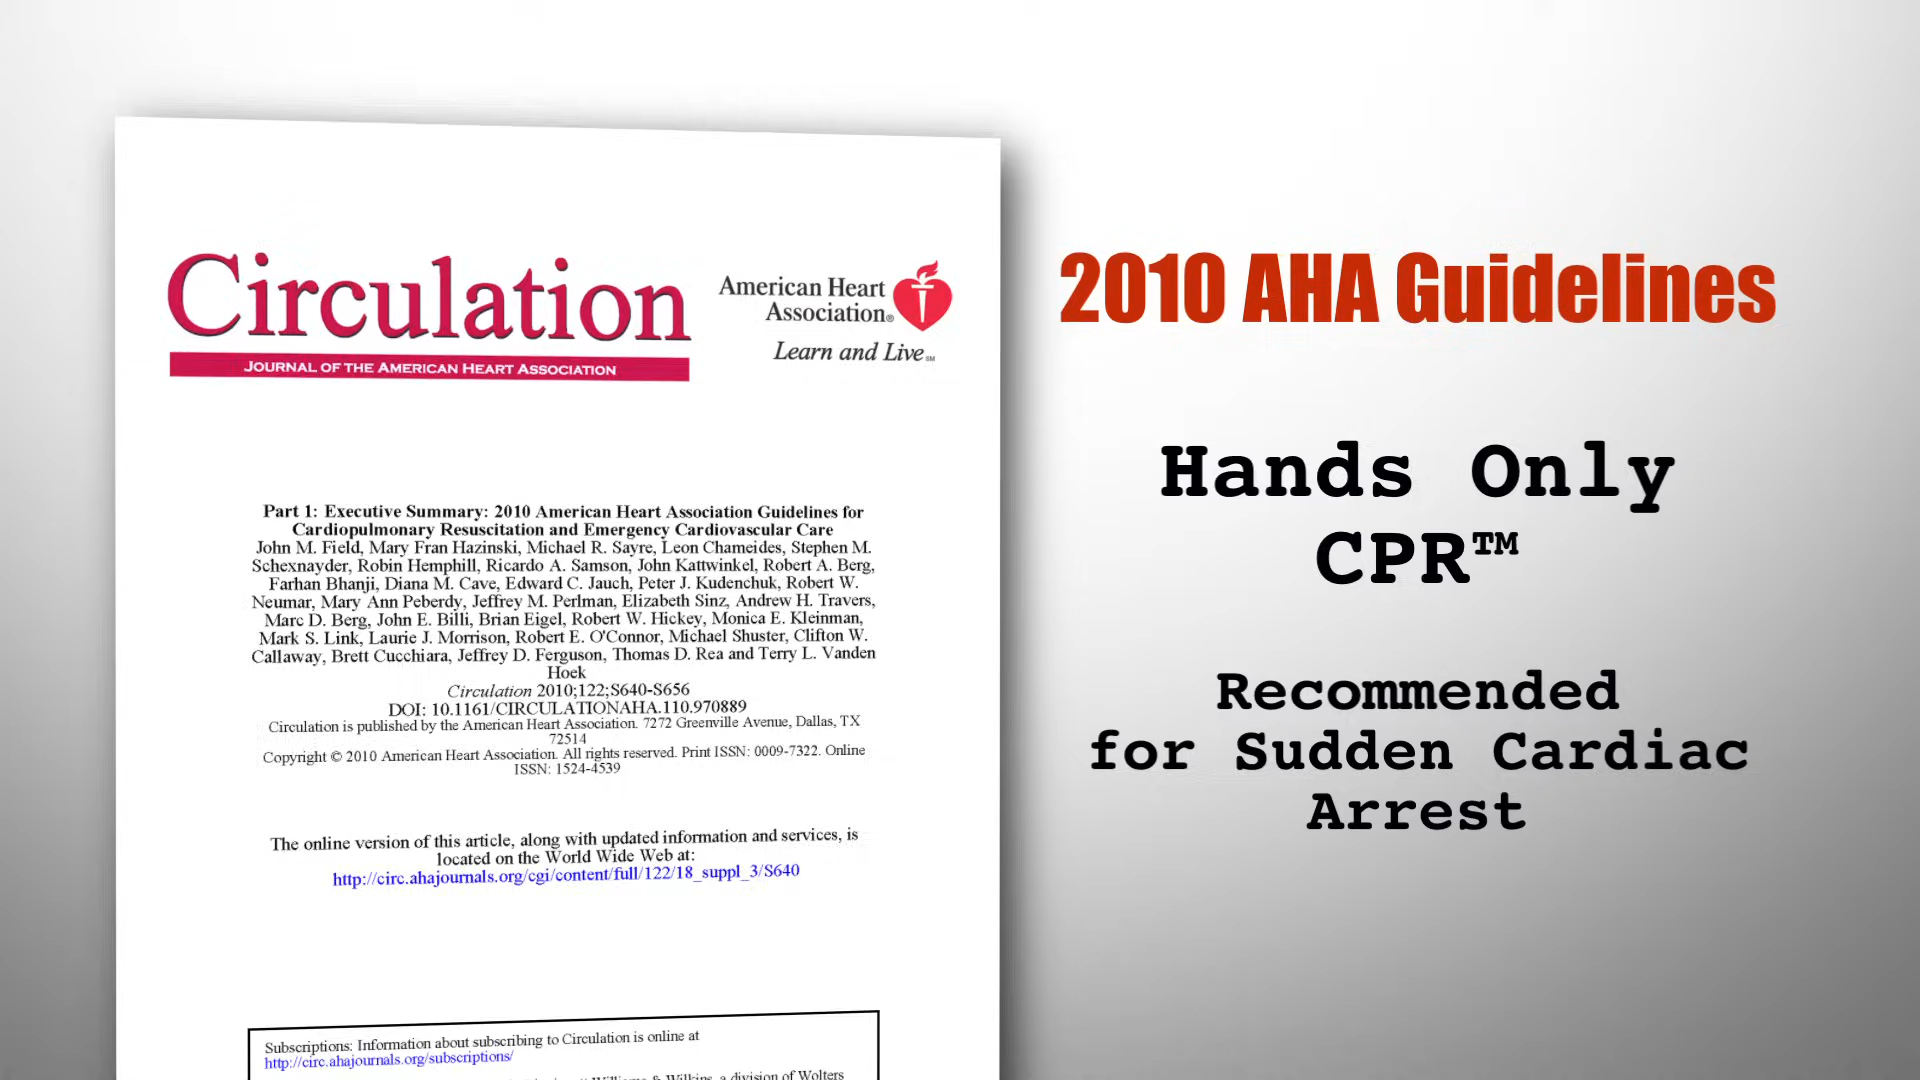 Circulation
JOURNAL OF THE AMERICAN HEART ASSOCIATION
American Heart
Association®
Learn and Live℠
Part 1: Executive Summary: 2010 American Heart Association Guidelines for
Cardiopulmonary Resuscitation and Emergency Cardiovascular Care
John M. Field, Mary Fran Hazinski, Michael R. Sayre, Leon Chameides, Stephen M.
Schexnayder, Robin Hemphill, Ricardo A. Samson, John Kattwinkel, Robert A. Berg,
Farhan Bhanji, Diana M. Cave, Edward C. Jauch, Peter J. Kudenchuk, Robert W.
Neumar, Mary Ann Peberdy, Jeffrey M. Perlman, Elizabeth Sinz, Andrew H. Travers,
Marc D. Berg, John E. Billi, Brian Eigel, Robert W. Hickey, Monica E. Kleinman,
Mark S. Link, Laurie J. Morrison, Robert E. O'Connor, Michael Shuster, Clifton W.
Callaway, Brett Cucchiara, Jeffrey D. Ferguson, Thomas D. Rea and Terry L. Vanden
Hoek
Circulation 2010;122;S640-S656
DOI: 10.1161/CIRCULATIONAHA.110.970889
Circulation is published by the American Heart Association. 7272 Greenville Avenue, Dallas, TX
72514
Copyright © 2010 American Heart Association. All rights reserved. Print ISSN: 0009-7322. Online
ISSN: 1524-4539
The online version of this article, along with updated information and services, is
located on the World Wide Web at:
http://circ.ahajournals.org/cgi/content/full/122/18_suppl_3/S640
Subscriptions: Information about subscribing to Circulation is online at
http://circ.ahajournals.org/subscriptions/
Wilkins, a division of Wolters
2010 AHA Guidelines
Hands Only
CPR™
Recommended
for Sudden Cardiac
Arrest